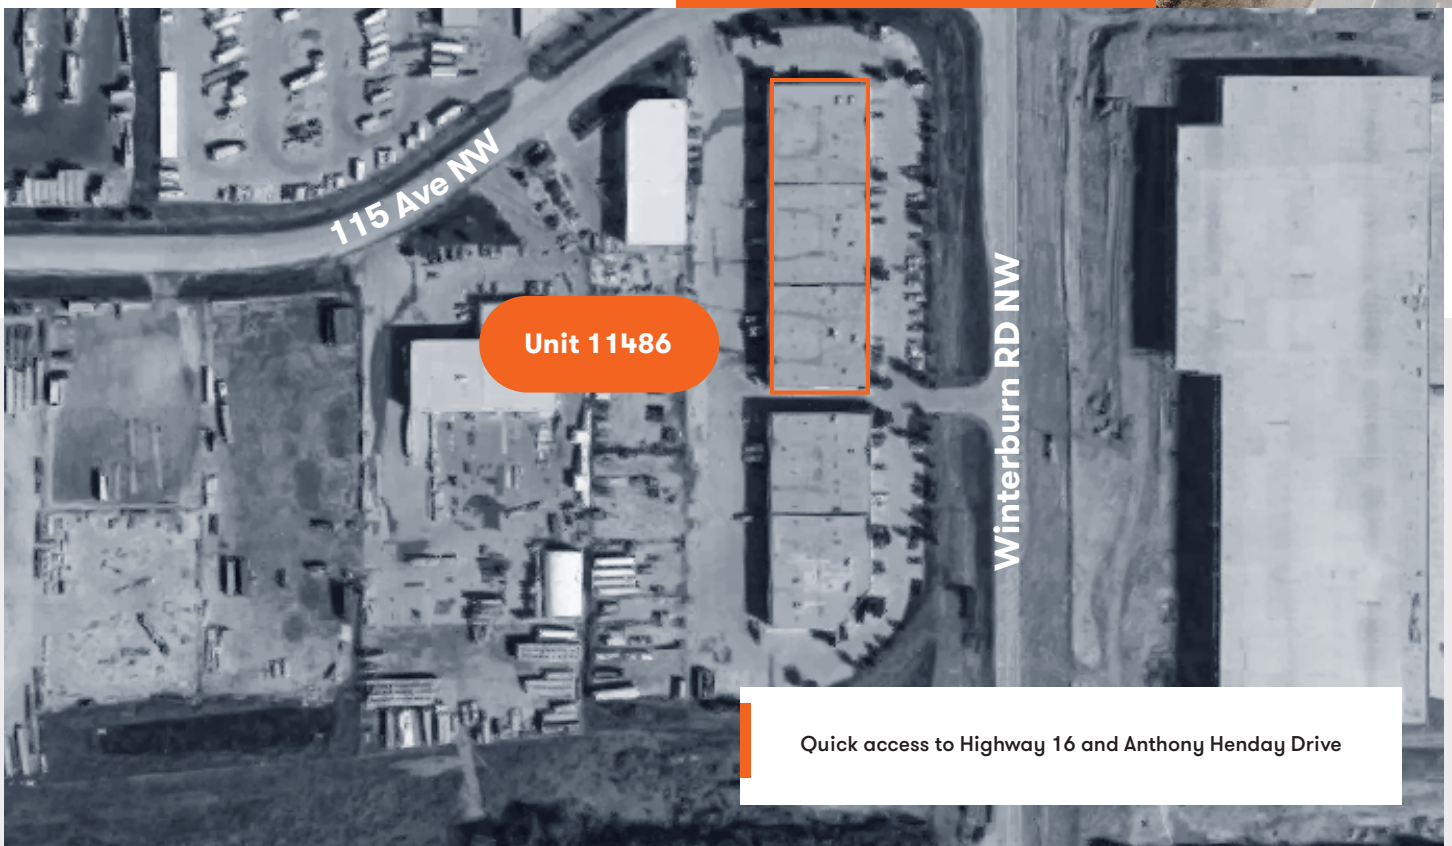 115 Ave NW
Unit 11486
Winterburn RD NW
Quick access to Highway 16 and Anthony Henday Drive